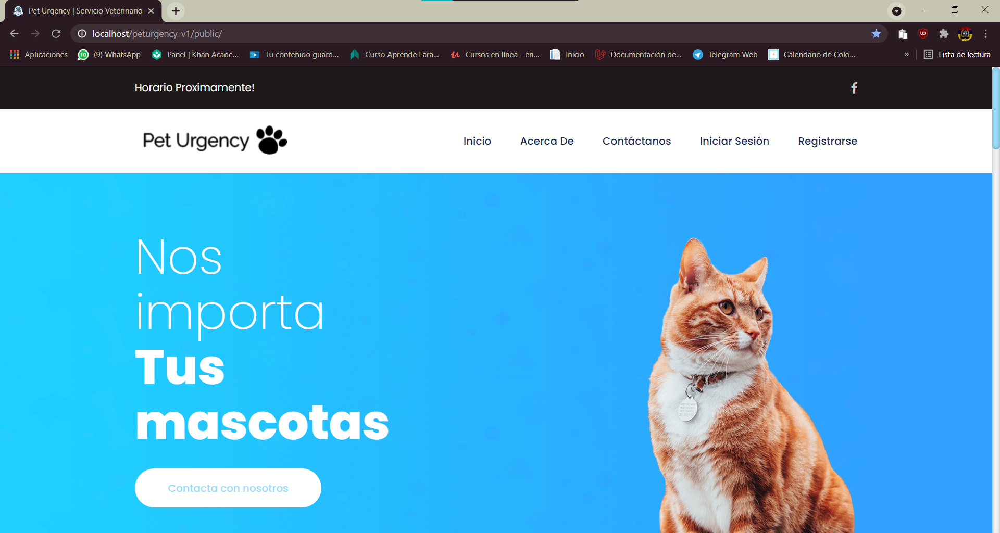 Pet Urgency | Servicio Veterinario
localhost/peturgency-v1/public/
Aplicaciones
10
(9) WhatsApp
Panel | Khan Acade...
Tu contenido guard...
Curso Aprende Lara...
Cursos en línea - en...
Inicio
Documentación de...
Telegram Web
Calendario de Colo...
»
Lista de lectura
Horario Proximamente!
Pet Urgency
Inicio
Acerca De
Contáctanos
Iniciar Sesión
Registrarse
Nos
importa
Tus
mascotas
Contacta con nosotros